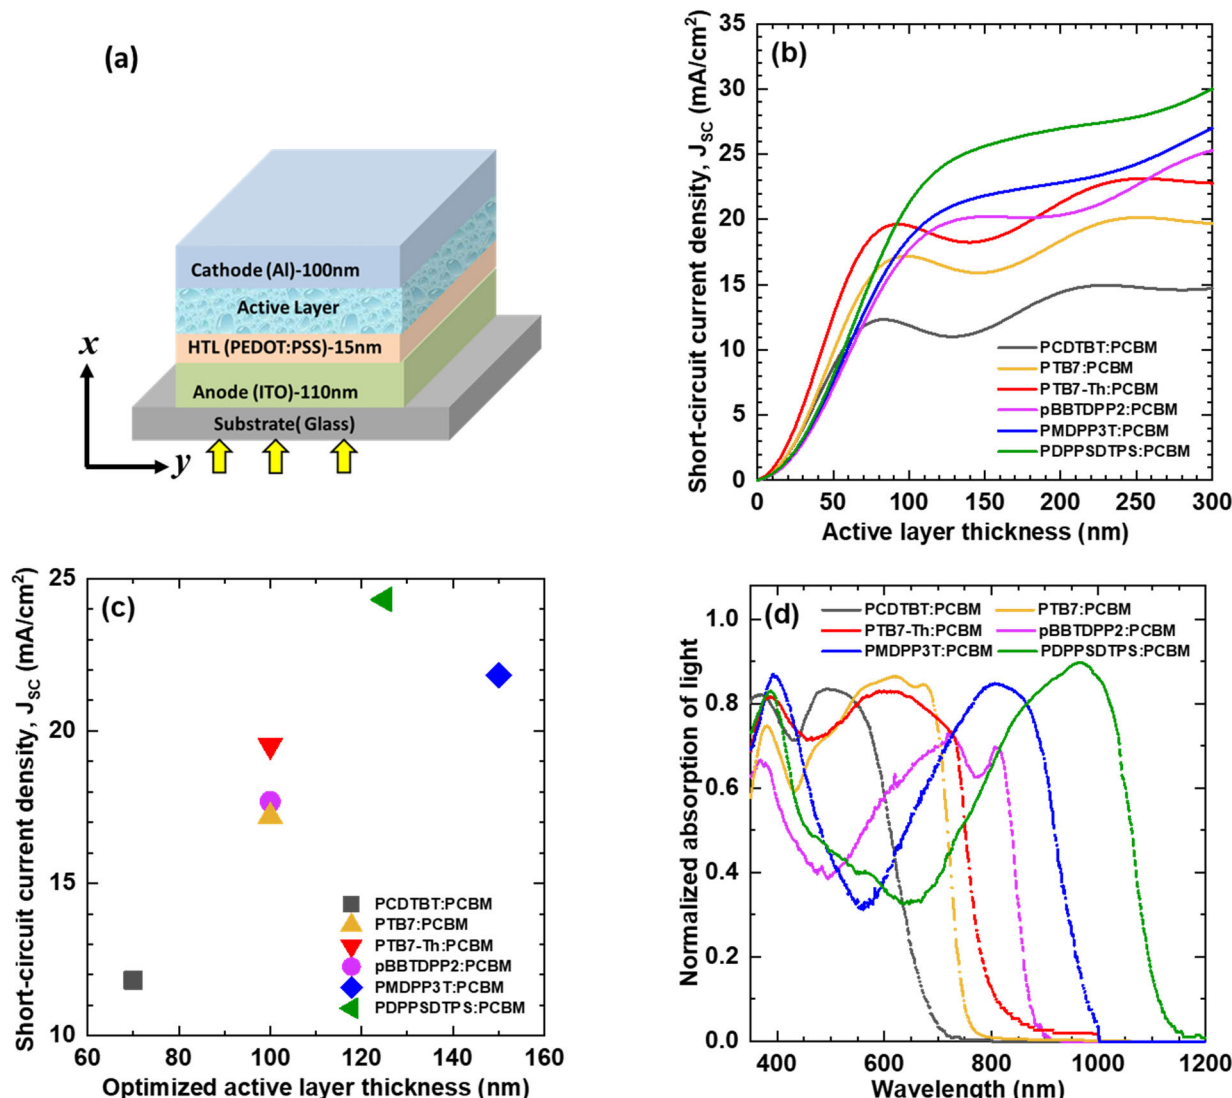 (a)
Cathode (Al)-100nm
Active Layer
HTL (PEDOT:PSS)-15nm
Anode (ITO)-110nm
Substrate( Glass)
x
y
(b)
Short-circuit current density, JSC (mA/cm2)
35
30
25
20
15
10
5
0
PCDTBT:PCBM
PTB7:PCBM
PTB7-Th:PCBM
pBBTDPP2:PCBM
PMDPP3T:PCBM
PDPPSDTPS:PCBM
0 50 100 150 200 250 300
Active layer thickness (nm)
(c)
Short-circuit current density, JSC (mA/cm2)
25
20
15
10
PCDTBT:PCBM
PTB7:PCBM
PTB7-Th:PCBM
pBBTDPP2:PCBM
PMDPP3T:PCBM
PDPPSDTPS:PCBM
60 80 100 120 140 160
Optimized active layer thickness (nm)
(d)
Normalized absorption of light
1.0
0.8
0.6
0.4
0.2
0.0
PCDTBT:PCBM PTB7:PCBM
PTB7-Th:PCBM pBBTDPP2:PCBM
PMDPP3T:PCBM PDPPSDTPS:PCBM
400 600 800 1000 1200
Wavelength (nm)